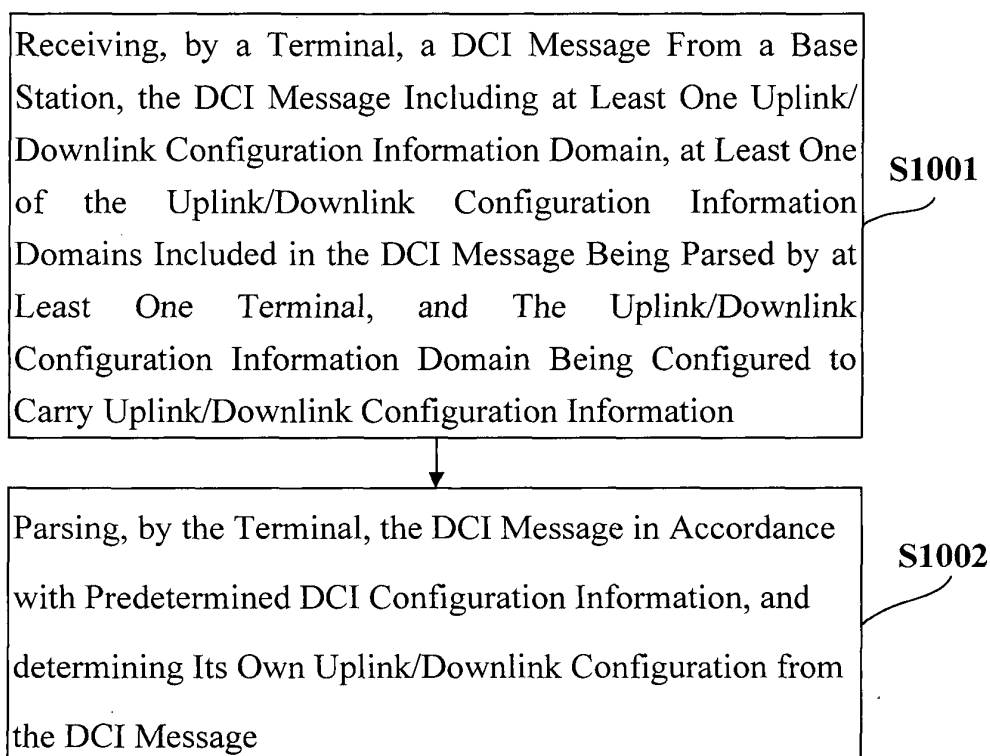 Receiving, by a Terminal, a DCI Message From a Base
Station, the DCI Message Including at Least One Uplink/
Downlink Configuration Information Domain, at Least One
of the Uplink/Downlink Configuration Information
Domains Included in the DCI Message Being Parsed by at
Least One Terminal, and The Uplink/Downlink
Configuration Information Domain Being Configured to
Carry Uplink/Downlink Configuration Information
S1001
Parsing, by the Terminal, the DCI Message in Accordance
with Predetermined DCI Configuration Information, and
determining Its Own Uplink/Downlink Configuration from
the DCI Message
S1002